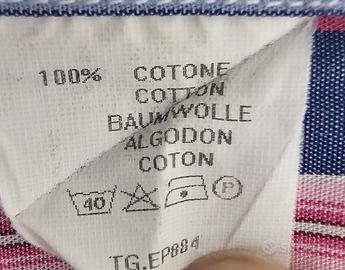 100% COTONE
COTTON
BAUMWOLLE
ALGODON
COTON
40 P
TG.EP884